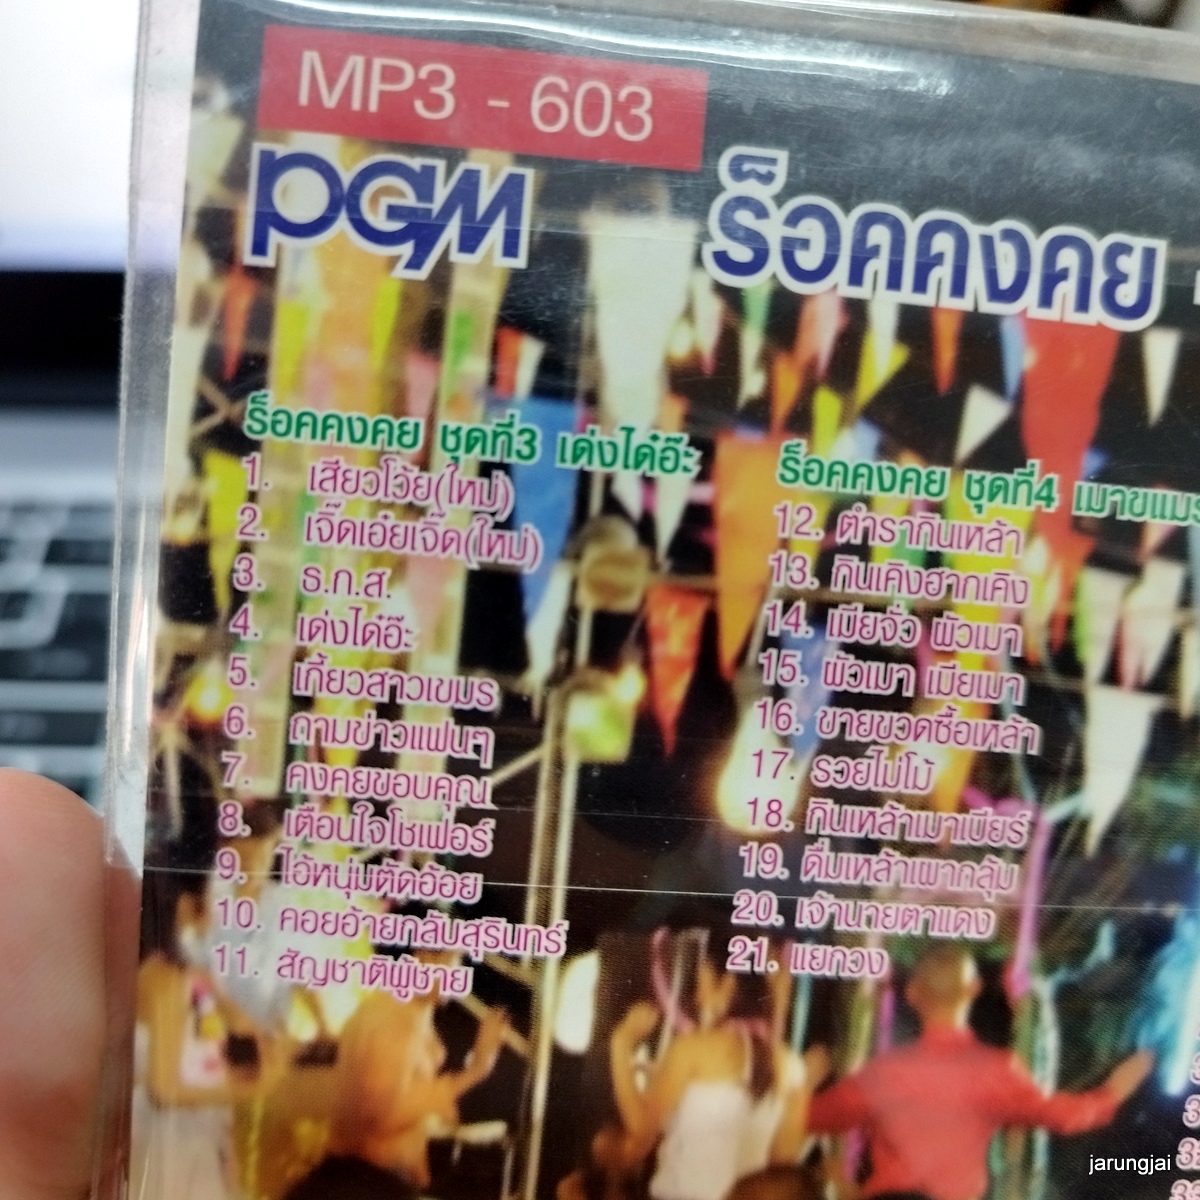 MP3 - 603
PGM
ร็อคคงคย
ร็อคคงคย ชุดที่3 เด่งได๋อ๊ะ
1. เสียวโว้ย(ใหม่)
2. เจิ๊ดเอ๋ยเจิ๊ด(ใหม่)
3. ธ.ก.ส.
4. เด่งได๋อ๊ะ
5. เกี้ยวสาวเขมร
6. ถามข่าวแฟนๆ
7. คงคยขอบคุณ
8. เตือนใจโชเฟอร์
9. ไอ้หนุ่มตัดอ้อย
10. คอยอ้ายกลับสุรินทร์
11. สัญชาติผู้ชาย
ร็อคคงคย ชุดที่4
12. ตำรากินเหล้า
13. กินเคิงฮากเคิง
14. เมียจั่ว ผัวเมา
15. ผัวเมา เมียเมา
16. ขายขวดซื้อเหล้า
17. รวยไม่โม้
18. กินเหล้าเมาเบียร์
19. ดื่มเหล้าเผากลุ้ม
20. เจ้านายตาแดง
21. แยกวง
jarungjai